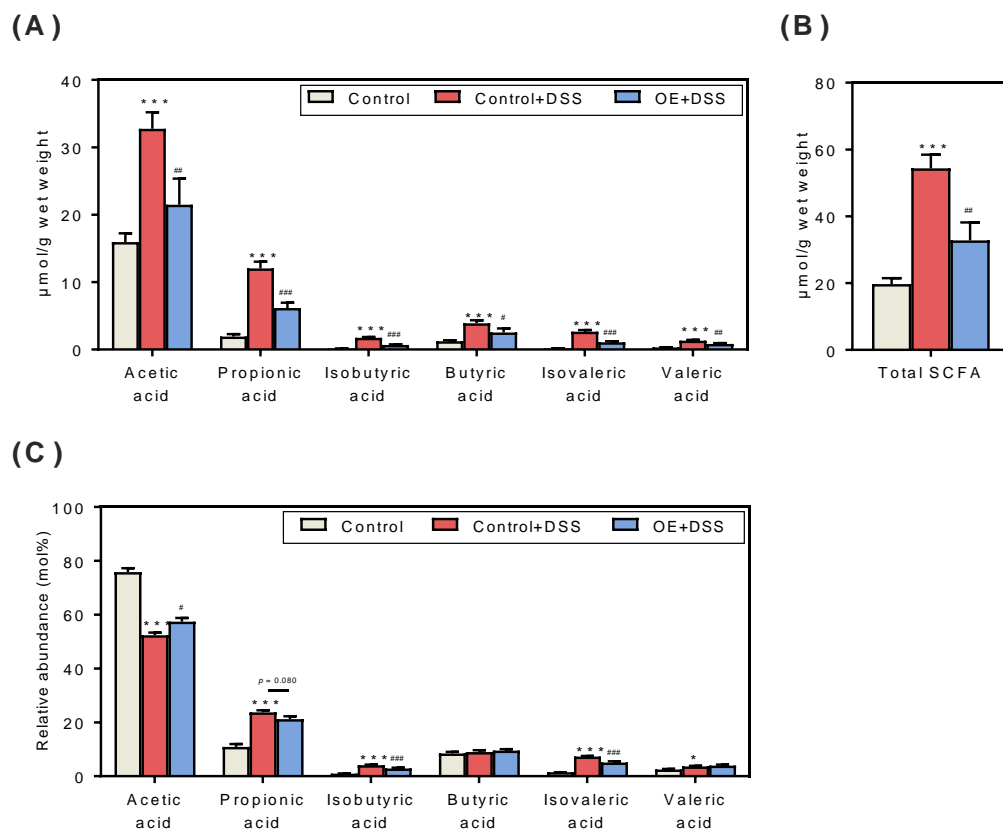 (A)
(B)
40
30
20
10
0
µmol/g wet weight
Control Control+DSS OE+DSS
***
##
***
###
***
###
***
#
***
###
***
##
Acetic acid
Propionic acid
Isobutyric acid
Butyric acid
Isovaleric acid
Valeric acid
80
60
40
20
0
µmol/g wet weight
***
##
Total SCFA
(C)
100
80
60
40
20
0
Relative abundance (mol%)
Control Control+DSS OE+DSS
***
#
p = 0.080
***
***
###
***
###
*
Acetic acid
Propionic acid
Isobutyric acid
Butyric acid
Isovaleric acid
Valeric acid